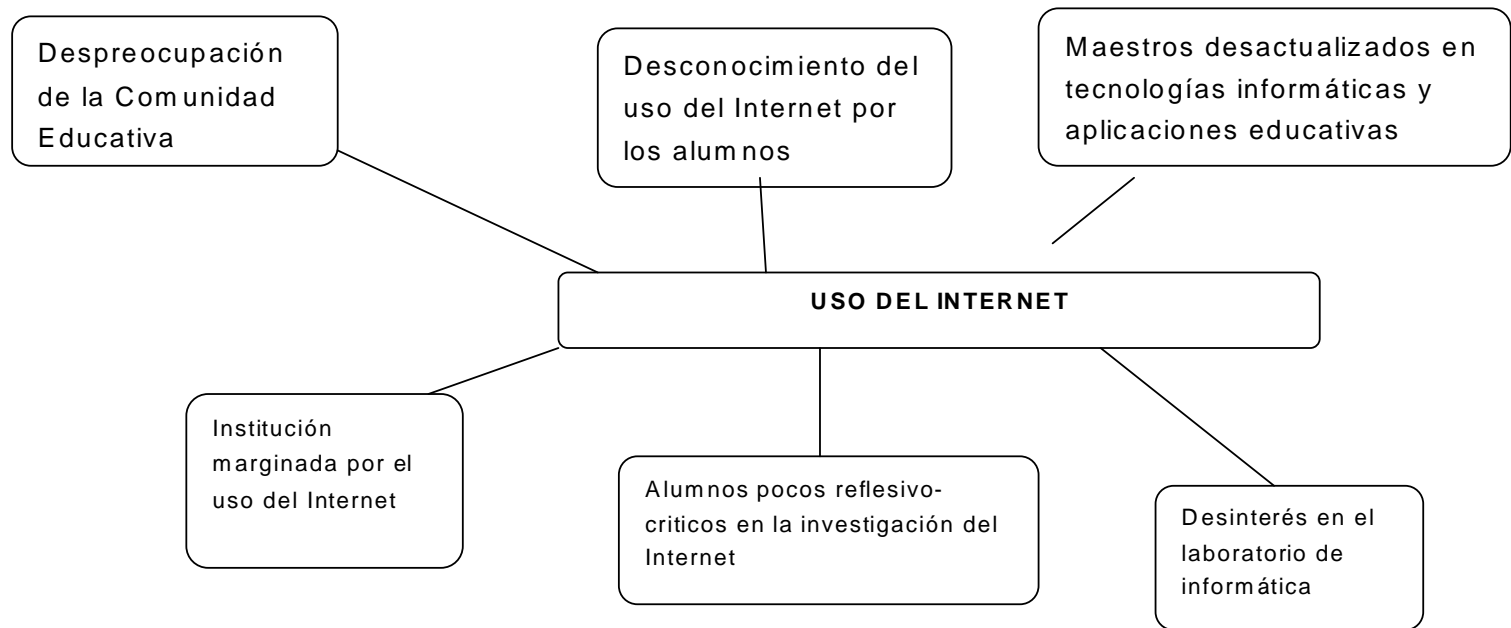 Despreocupación
de la Comunidad
Educativa
Desconocimiento del
uso del Internet por
los alumnos
Maestros desactualizados en
tecnologías informáticas y
aplicaciones educativas
USO DEL INTERNET
Institución
marginada por el
uso del Internet
Alumnos pocos reflesivo-
criticos en la investigación del
Internet
Desinterés en el
laboratorio de
informática